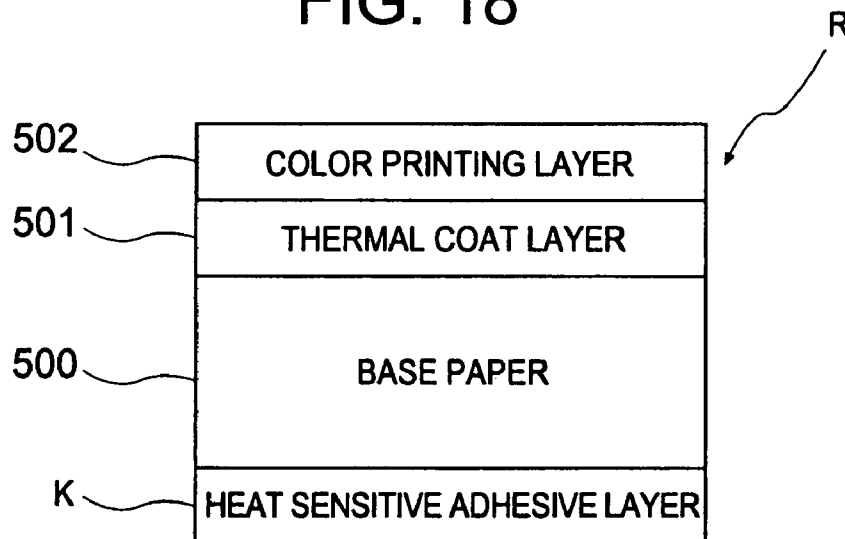 FIG. 18
R
502
COLOR PRINTING LAYER
501
THERMAL COAT LAYER
500
BASE PAPER
K
HEAT SENSITIVE ADHESIVE LAYER